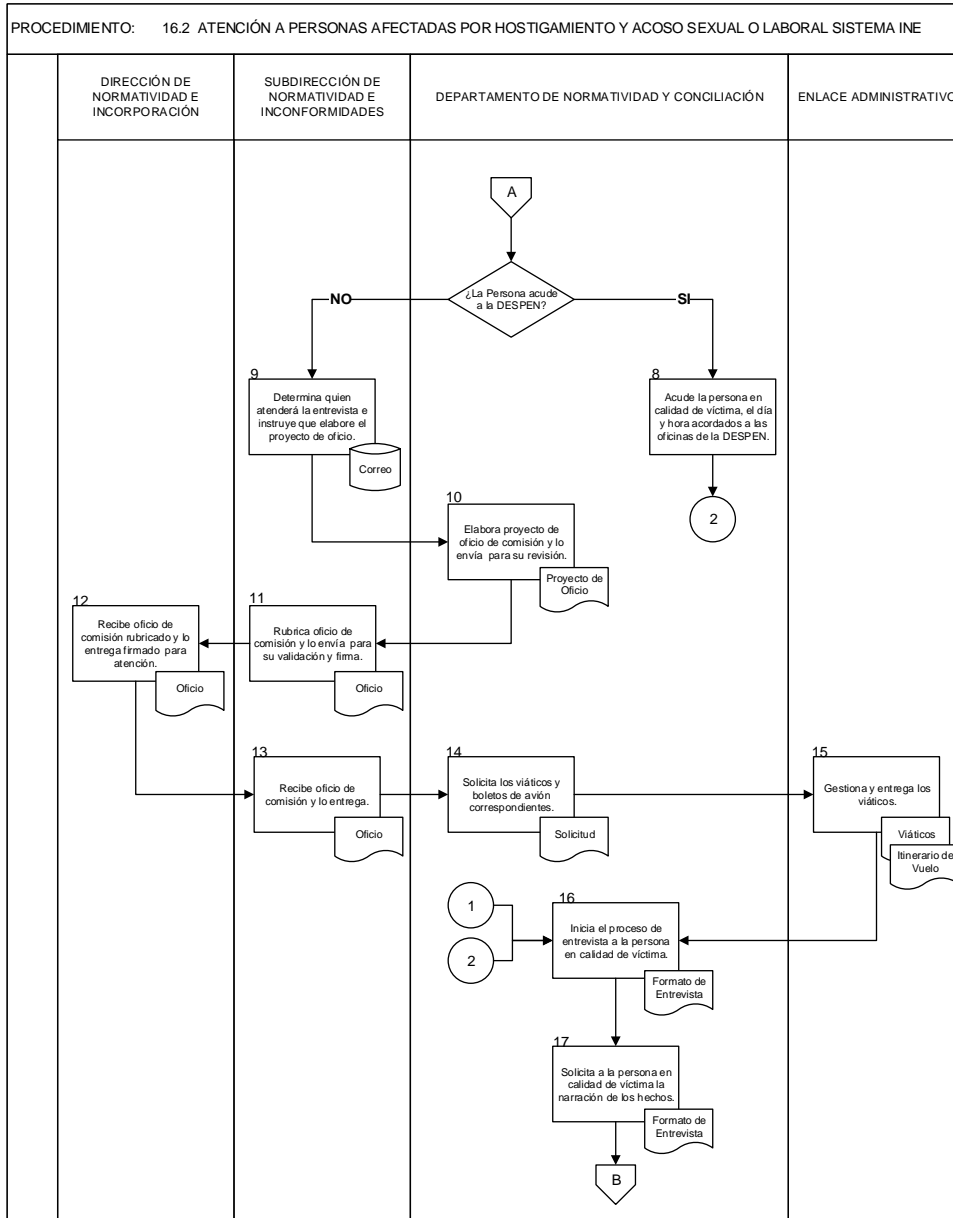 PROCEDIMIENTO: 16.2 ATENCIÓN A PERSONAS AFECTADAS POR HOSTIGAMIENTO Y ACOSO SEXUAL O LABORAL SISTEMA INE
DIRECCIÓN DE
NORMATIVIDAD E
INCORPORACIÓN
SUBDIRECCIÓN DE
NORMATIVIDAD E
INCONFORMIDADES
DEPARTAMENTO DE NORMATIVIDAD Y CONCILIACIÓN
ENLACE ADMINISTRATIVO
A
¿La Persona acude
a la DESPEN?
NO
SI
9
Determina quien
atenderá la entrevista e
instruye que elabore el
proyecto de oficio.
Correo
8
Acude la persona en
calidad de víctima, el día
y hora acordados a las
oficinas de la DESPEN.
2
10
Elabora proyecto de
oficio de comisión y lo
envía para su revisión.
Proyecto de
Oficio
12
Recibe oficio de
comisión rubricado y lo
entrega firmado para
atención.
Oficio
11
Rubrica oficio de
comisión y lo envía para
su validación y firma.
Oficio
13
Recibe oficio de
comisión y lo entrega.
Oficio
14
Solicita los viáticos y
boletos de avión
correspondientes.
Solicitud
15
Gestiona y entrega los
viáticos.
Viáticos
Itinerario de
Vuelo
1
2
16
Inicia el proceso de
entrevista a la persona
en calidad de víctima.
Formato de
Entrevista
17
Solicita a la persona en
calidad de víctima la
narración de los hechos.
Formato de
Entrevista
B